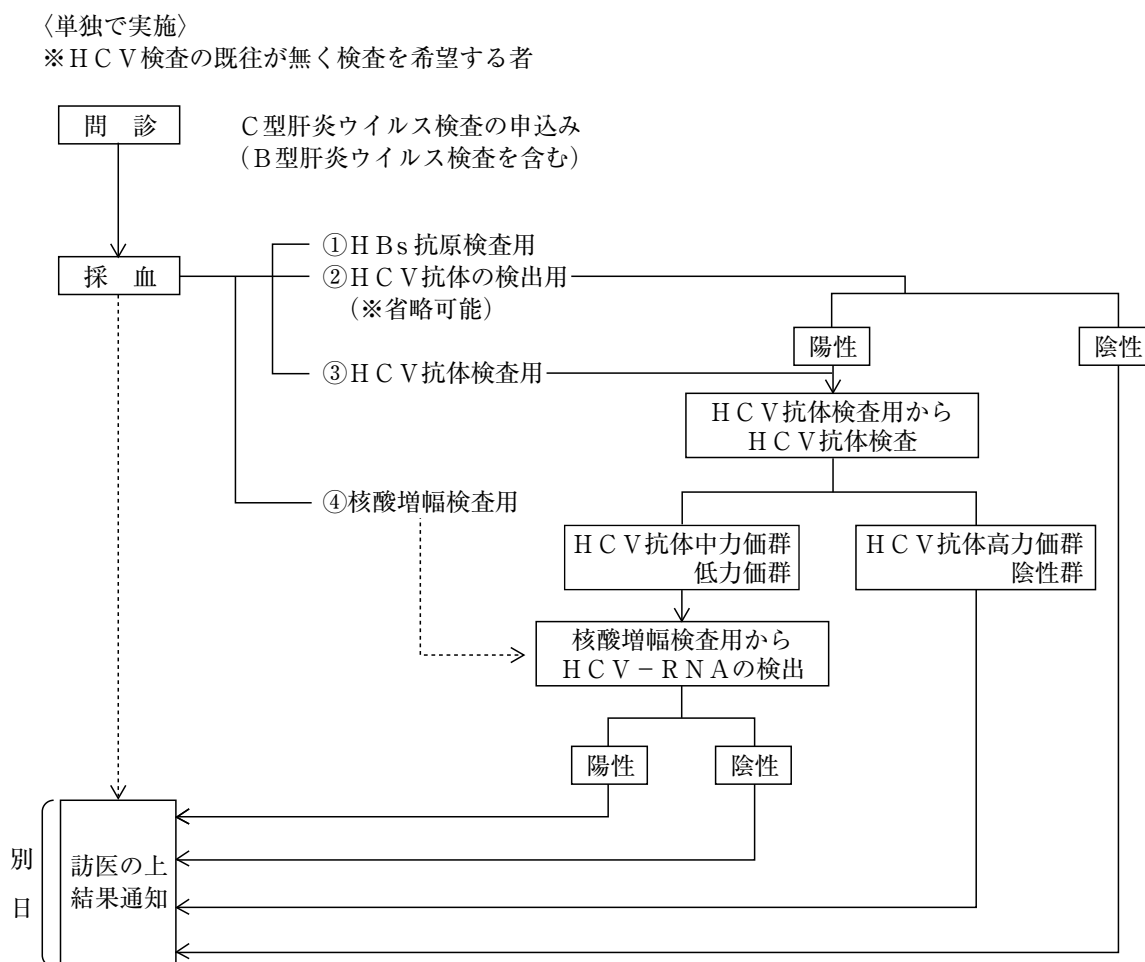 〈単独で実施〉
※ＨＣＶ検査の既往が無く検査を希望する者
問　診
Ｃ型肝炎ウイルス検査の申込み
（Ｂ型肝炎ウイルス検査を含む）
採　血
①ＨＢｓ抗原検査用
②ＨＣＶ抗体の検出用
（※省略可能）
陽性
陰性
③ＨＣＶ抗体検査用
ＨＣＶ抗体検査用から
ＨＣＶ抗体検査
④核酸増幅検査用
ＨＣＶ抗体中力価群
低力価群
ＨＣＶ抗体高力価群
陰性群
核酸増幅検査用から
ＨＣＶ－ＲＮＡの検出
陽性
陰性
別日
訪医の上
結果通知